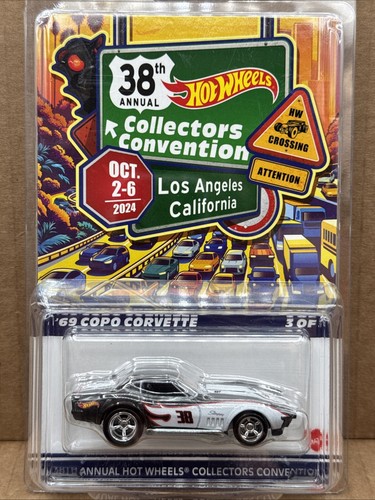 38th
ANNUAL
HOT WHEELS
Collectors
Convention
HW
CROSSING
ATTENTION
OCT.
2-6
2024
Los Angeles
California
'69 COPO CORVETTE
3 OF
38
ANNUAL HOT WHEELS® COLLECTORS CONVENTION